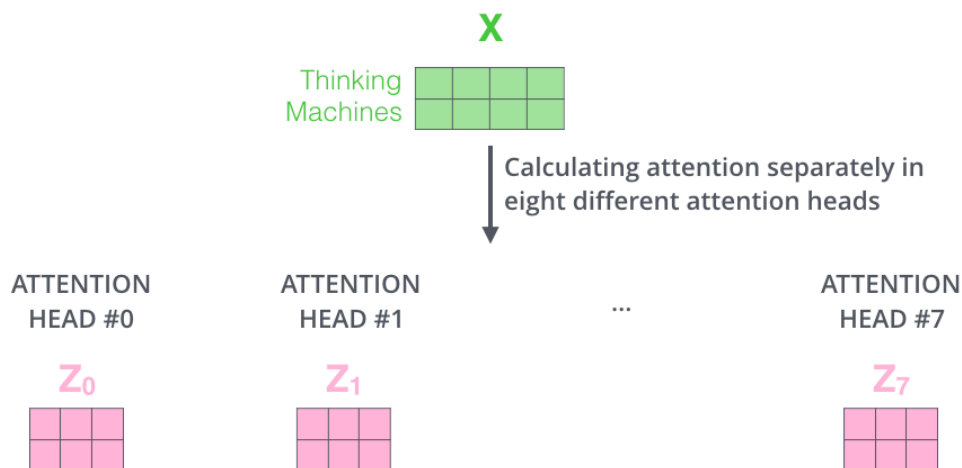 X
Thinking
Machines
Calculating attention separately in
eight different attention heads
ATTENTION
HEAD #0
ATTENTION
HEAD #1
...
ATTENTION
HEAD #7
Z0
Z1
Z7